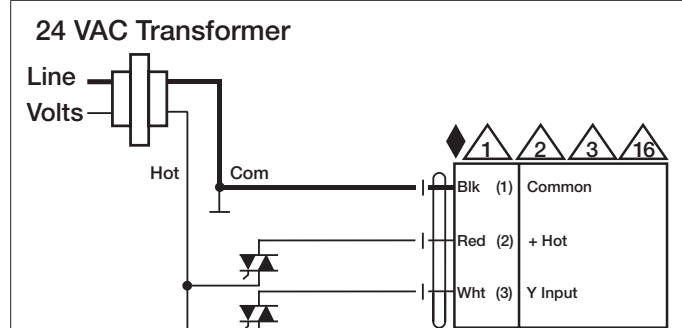 24 VAC Transformer
Line
Volts
Hot
Com
1 2 3 16
Blk (1) Common
Red (2) + Hot
Wht (3) Y Input